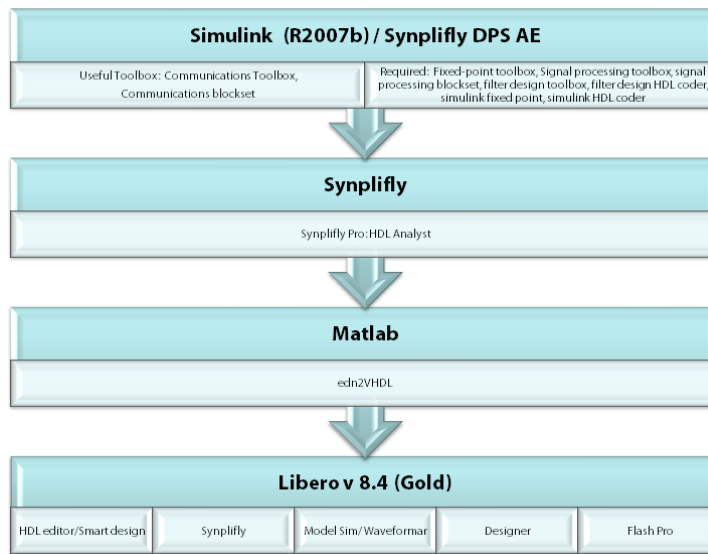 Simulink (R2007b) / Synplifly DPS AE
Useful Toolbox: Communications Toolbox,
Communications blockset
Required: Fixed-point toolbox, Signal processing toolbox, signal
processing blockset, filter design toolbox, filter design HDL coder,
simulink fixed point, simulink HDL coder
Synplifly
Synplifly Pro: HDL Analyst
Matlab
edn2VHDL
Libero v 8.4 (Gold)
HDL editor/Smart design
Synplifly
Model Sim/Waveformar
Designer
Flash Pro